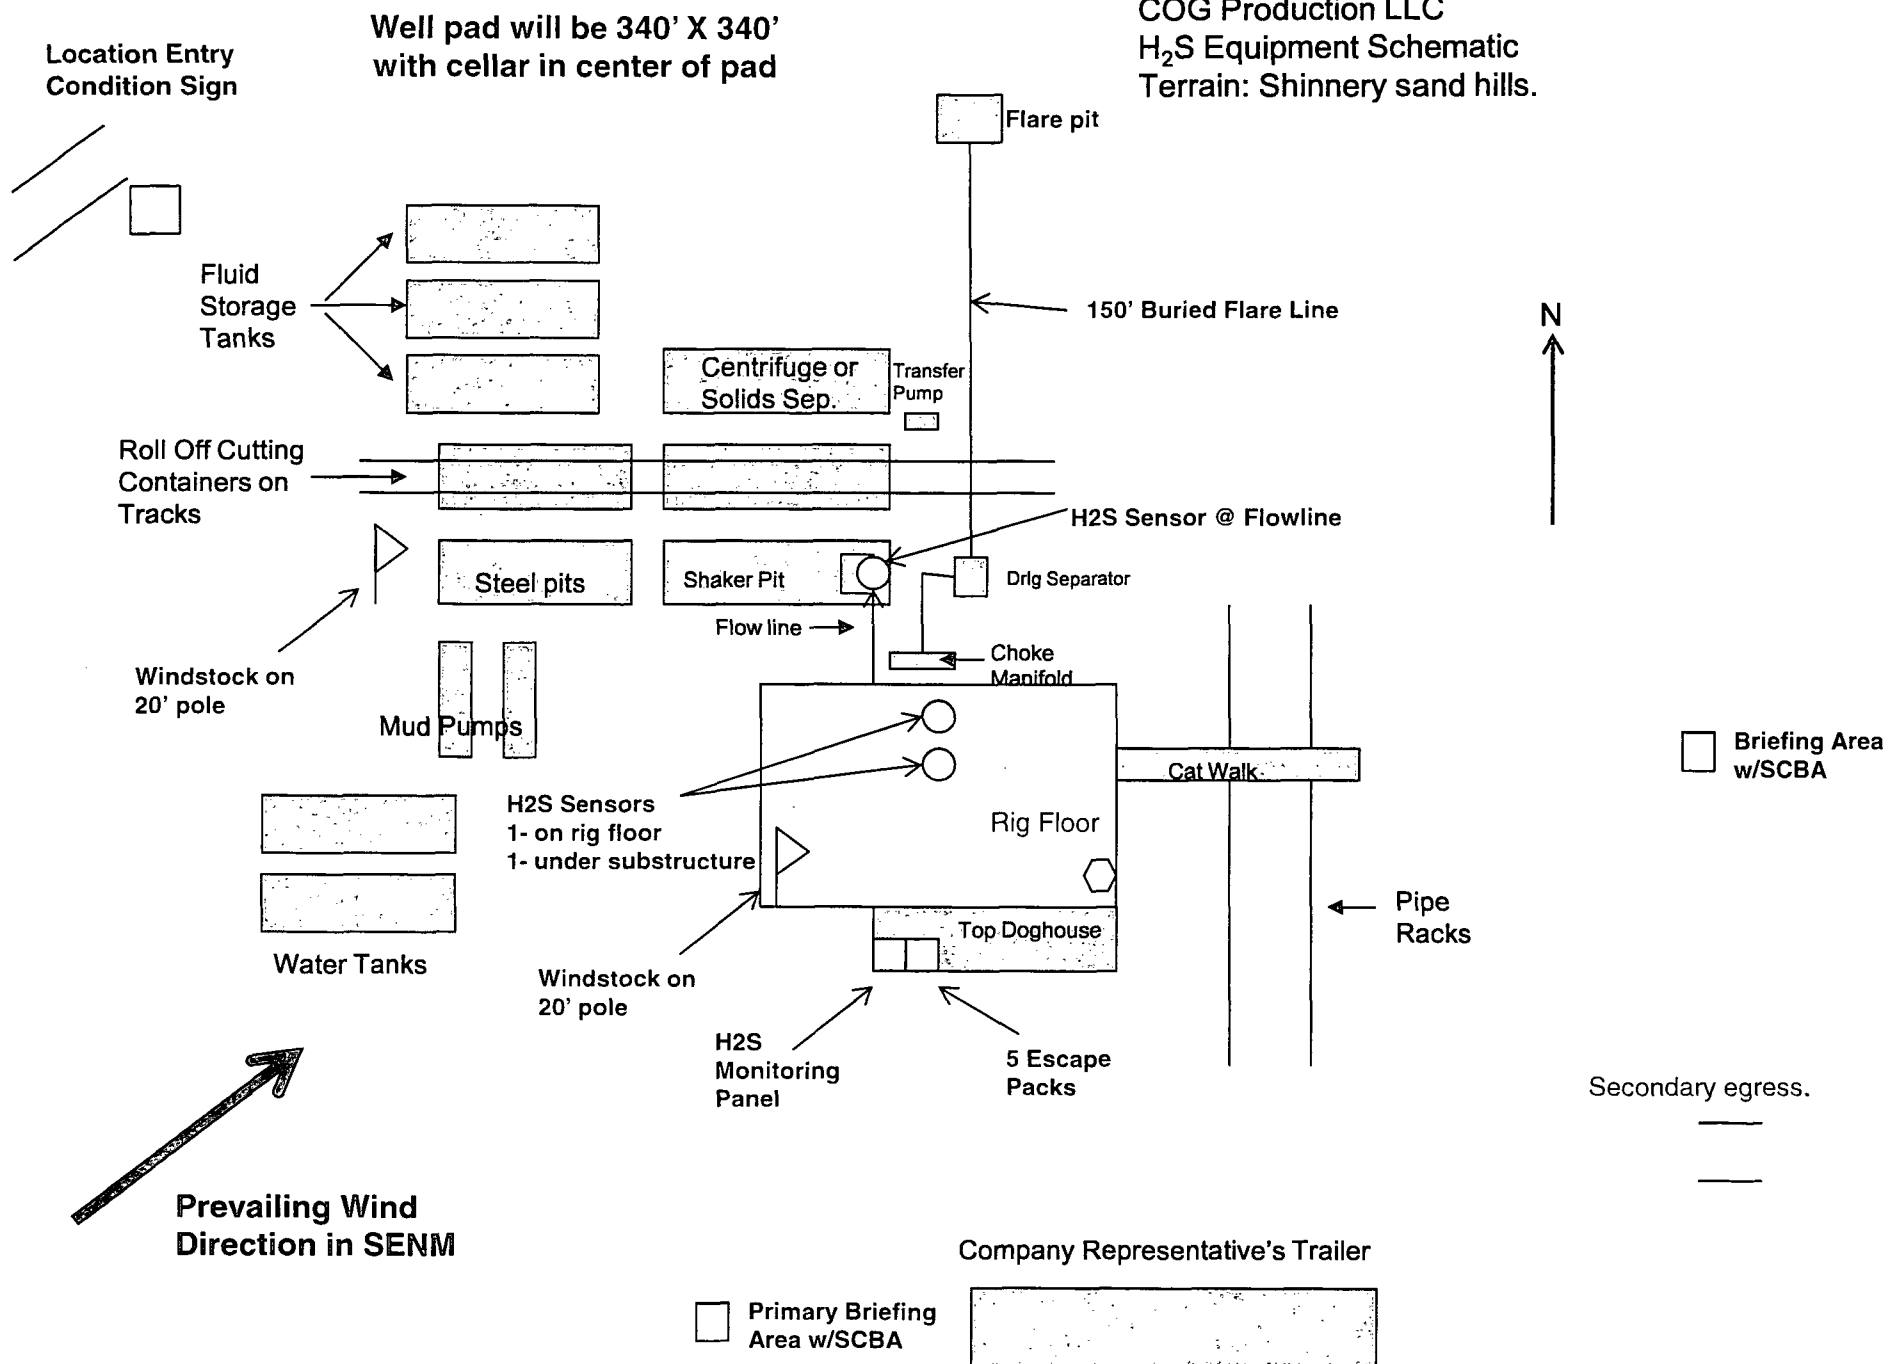 COG Production LLC
H₂S Equipment Schematic
Terrain: Shinnery sand hills.
Well pad will be 340' X 340'
with cellar in center of pad
Location Entry
Condition Sign
Flare pit
Fluid
Storage
Tanks
150' Buried Flare Line
N
Centrifuge or
Solids Sep.
Transfer
Pump
Roll Off Cutting
Containers on
Tracks
H2S Sensor @ Flowline
Steel pits
Shaker Pit
Drlg Separator
Flow line
Choke
Manifold
Windstock on
20' pole
Mud Pumps
Briefing Area
w/SCBA
Cat Walk
H2S Sensors
1- on rig floor
1- under substructure
Rig Floor
Pipe
Racks
Top Doghouse
Water Tanks
Windstock on
20' pole
H2S
Monitoring
Panel
5 Escape
Packs
Secondary egress.
Prevailing Wind
Direction in SENM
Company Representative's Trailer
Primary Briefing
Area w/SCBA